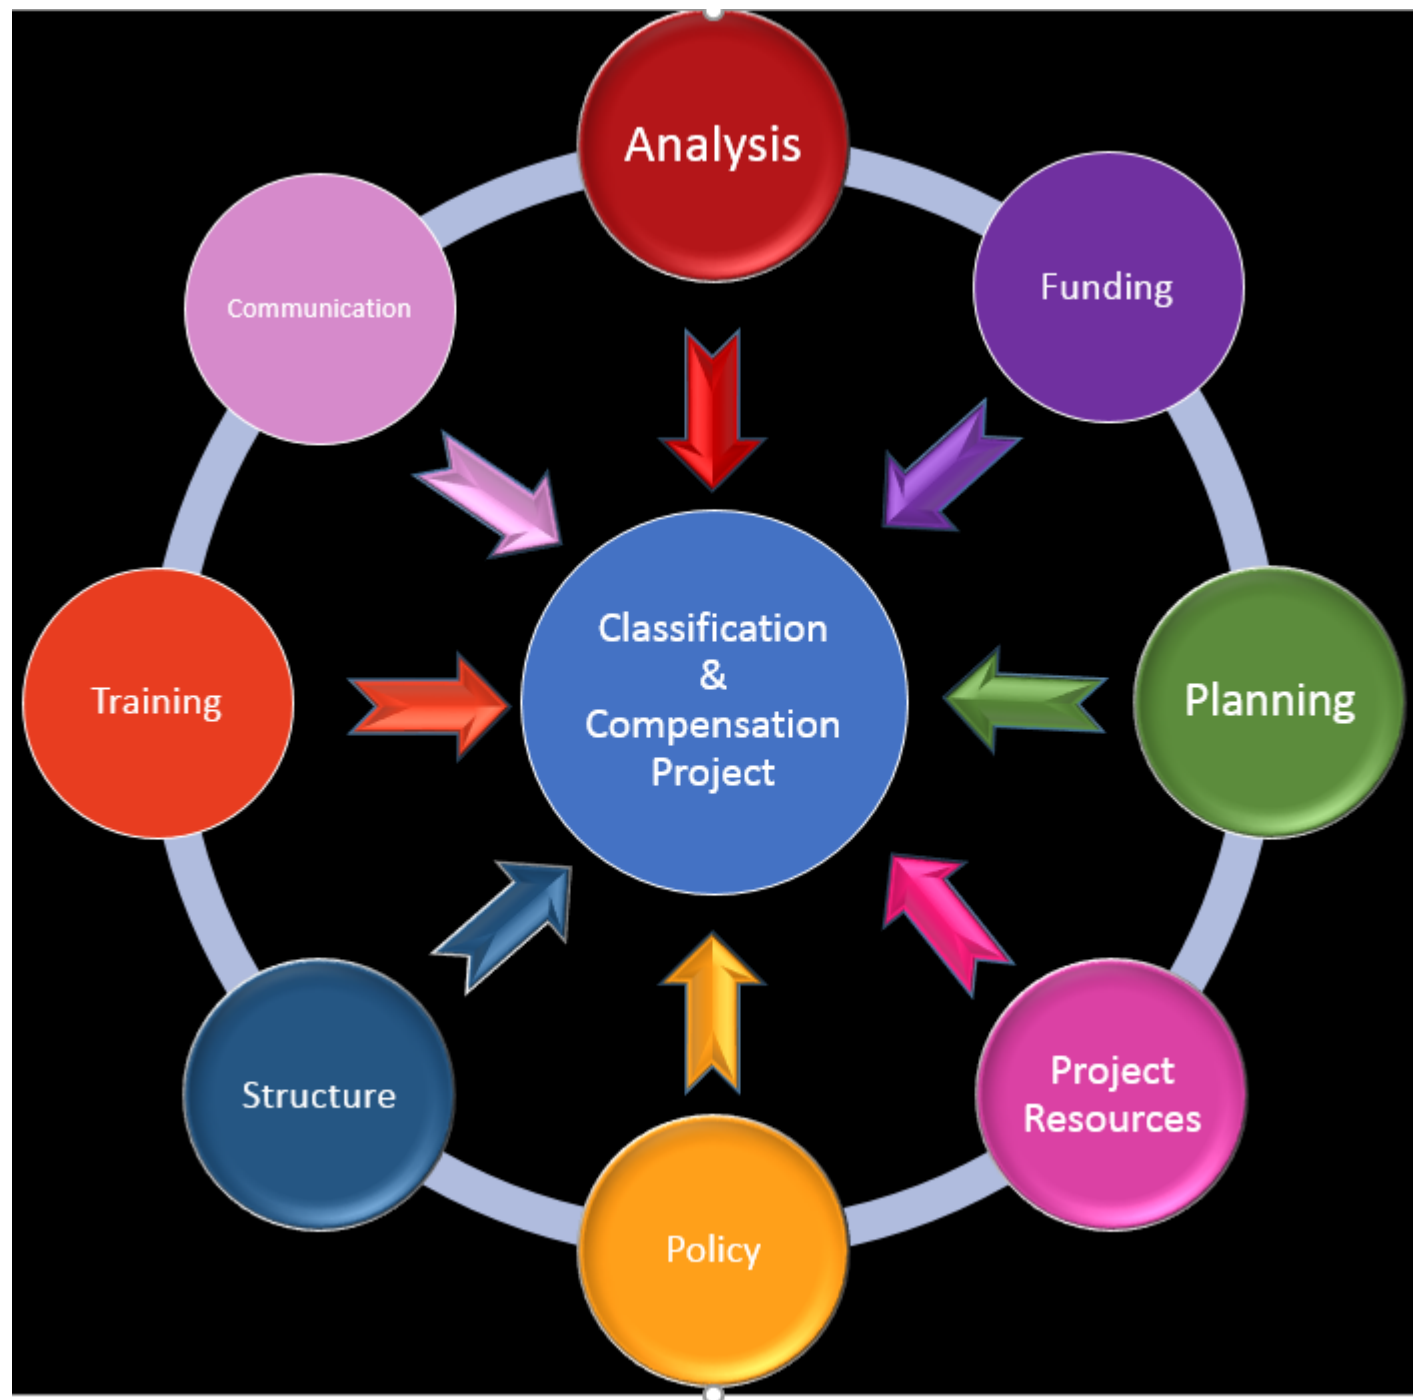 Analysis
Funding
Communication
Classification
&
Compensation
Project
Training
Planning
Project
Resources
Structure
Policy